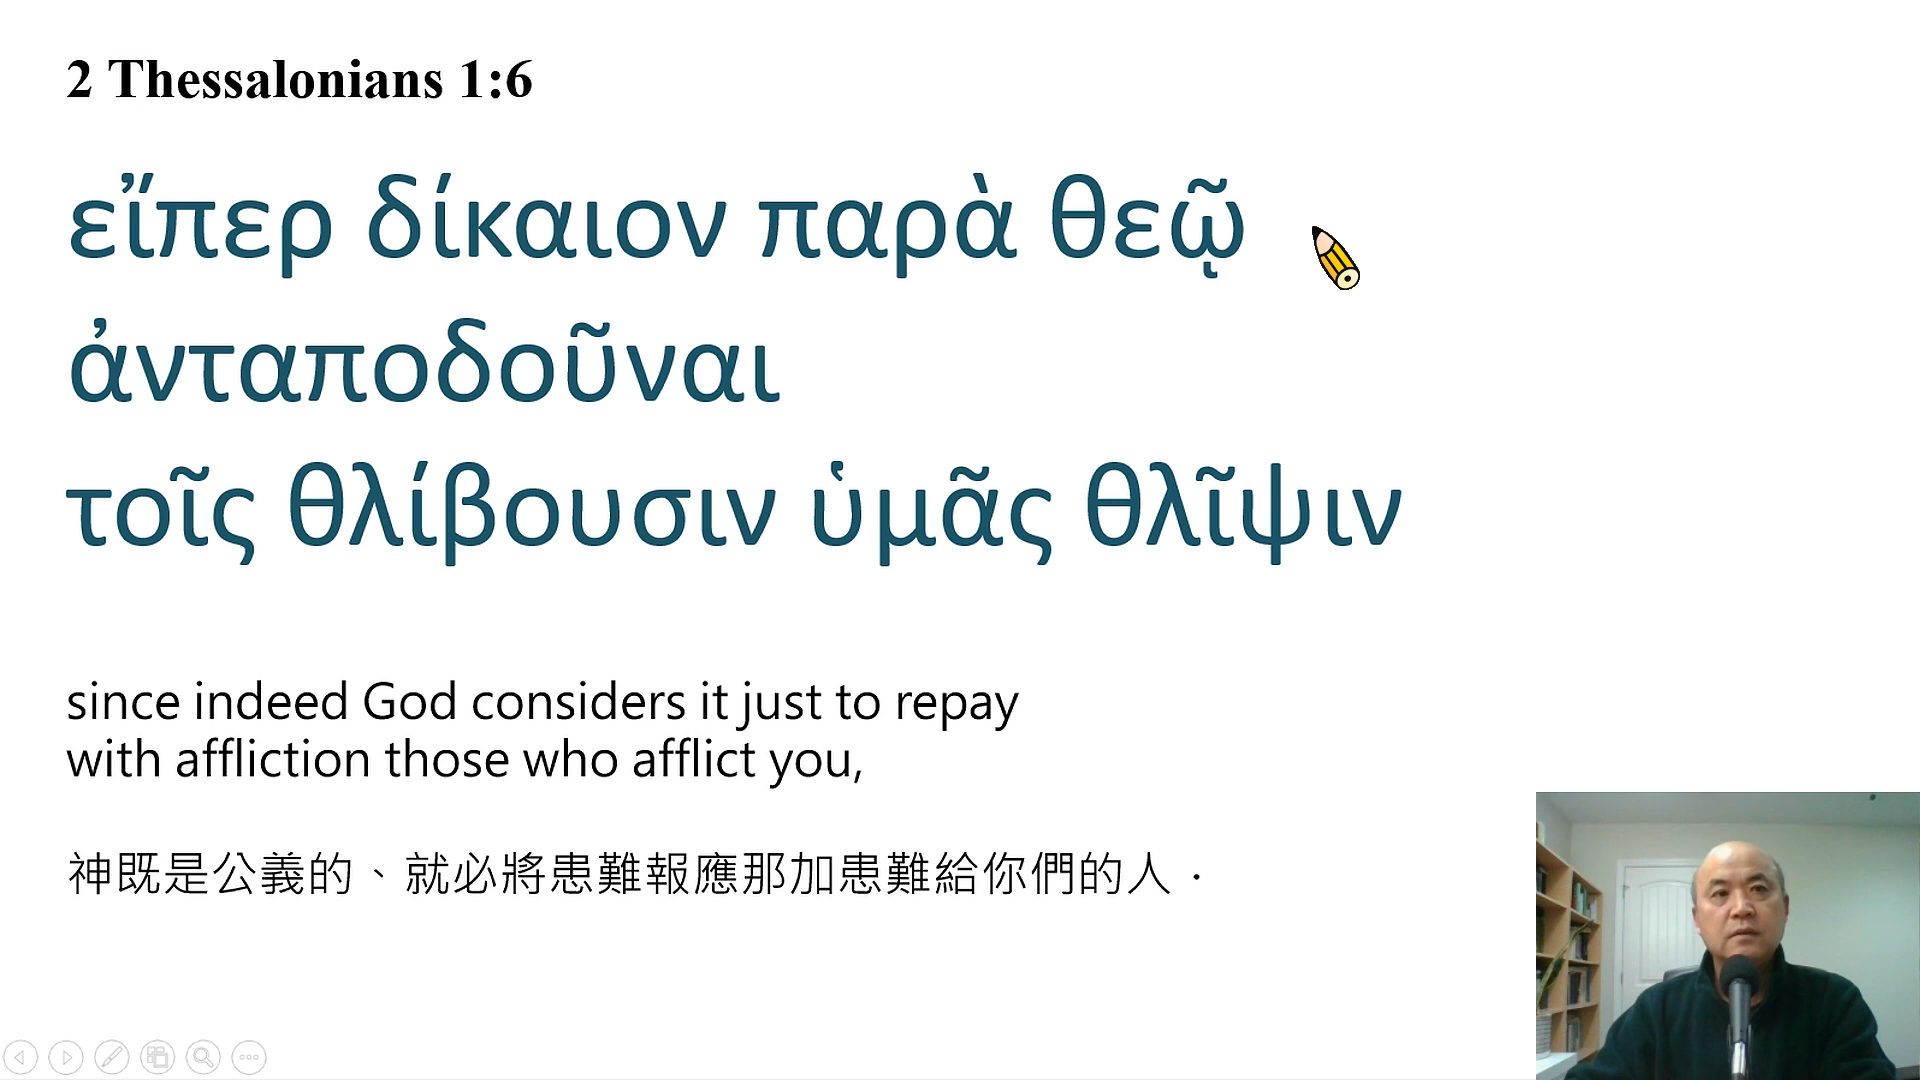 2 Thessalonians 1:6
εἴπερ δίκαιον παρὰ θεῷ
ἀνταποδοῦναι
τοῖς θλίβουσιν ὑμᾶς θλῖψιν
since indeed God considers it just to repay
with affliction those who afflict you,
神既是公義的、就必將患難報應那加患難給你們的人．